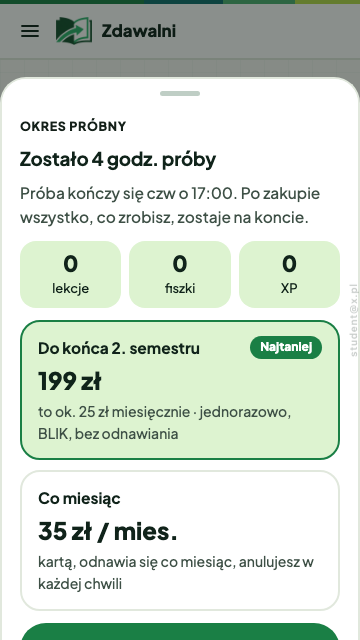 Zdawalni
OKRES PRÓBNY
Zostało 4 godz. próby
Próba kończy się czw o 17:00. Po zakupie
wszystko, co zrobisz, zostaje na koncie.
0
lekcje
0
fiszki
0
XP
Do końca 2. semestru
Najtaniej
199 zł
to ok. 25 zł miesięcznie · jednorazowo,
BLIK, bez odnawiania
Co miesiąc
35 zł / mies.
kartą, odnawia się co miesiąc, anulujesz w
każdej chwili
student@x.pl